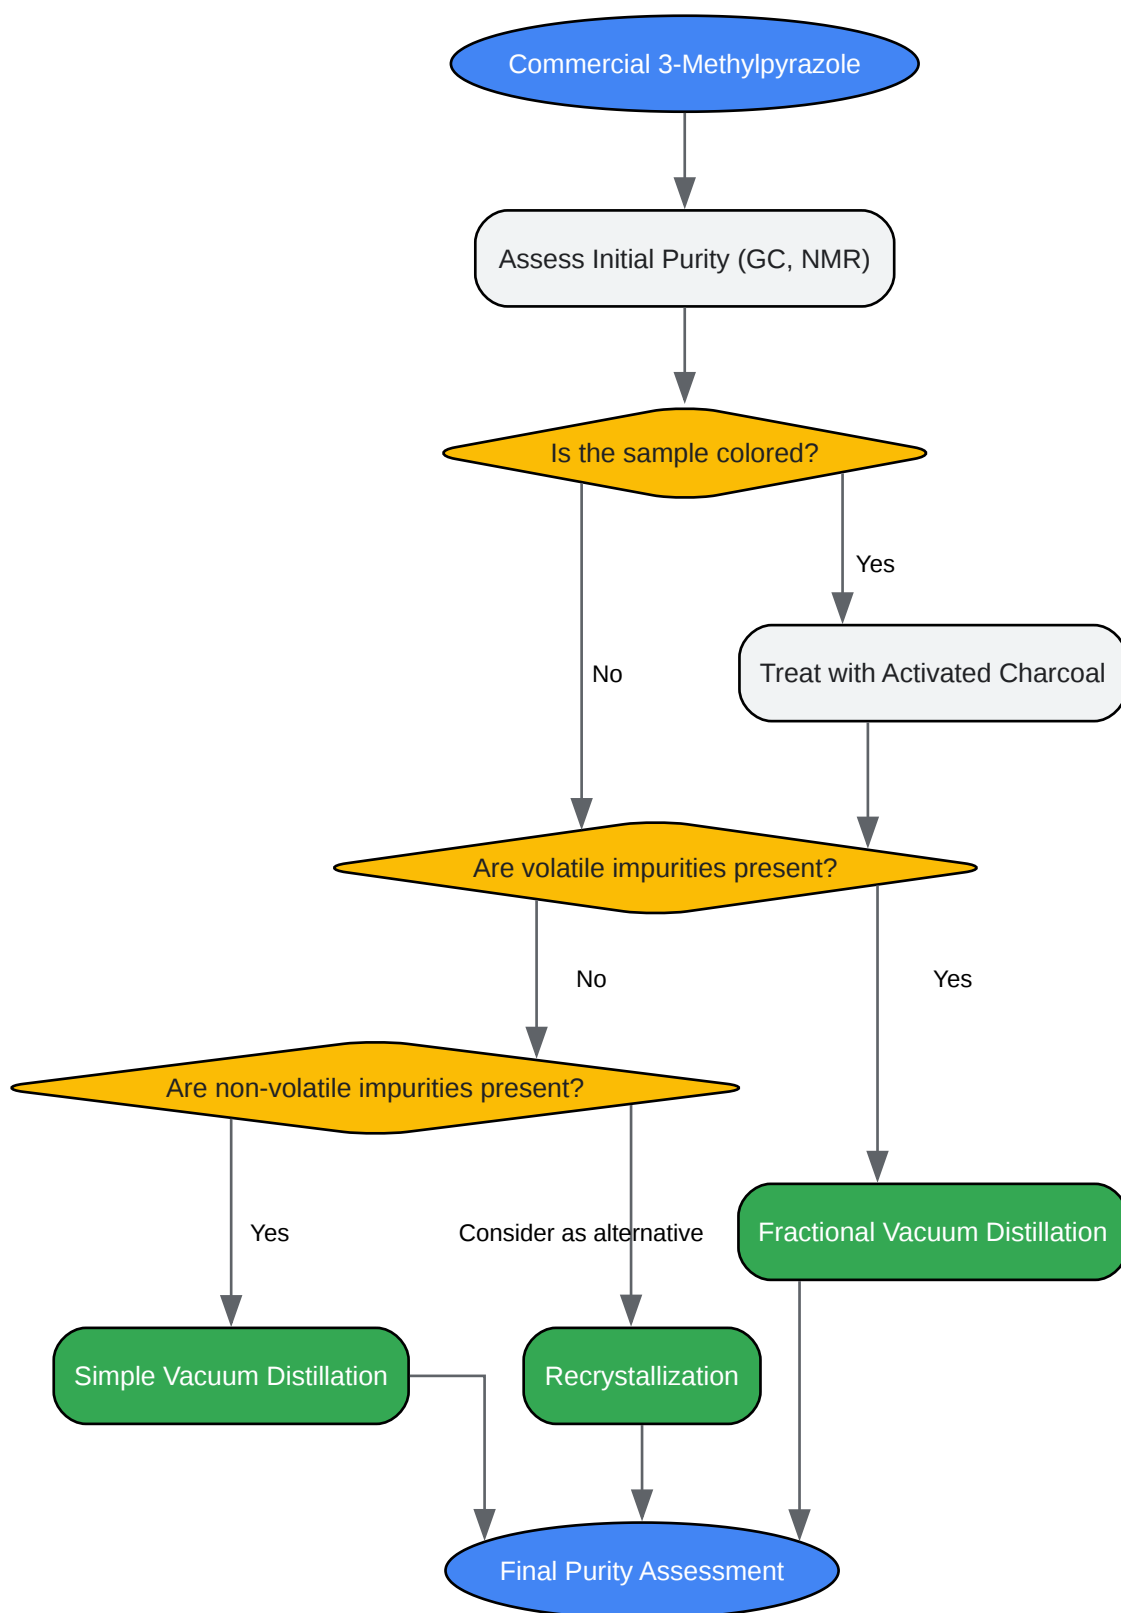 Commercial 3-Methylpyrazole
Assess Initial Purity (GC, NMR)
Is the sample colored?
Yes
No
Treat with Activated Charcoal
Are volatile impurities present?
No
Yes
Are non-volatile impurities present?
Yes
Consider as alternative
Fractional Vacuum Distillation
Simple Vacuum Distillation
Recrystallization
Final Purity Assessment